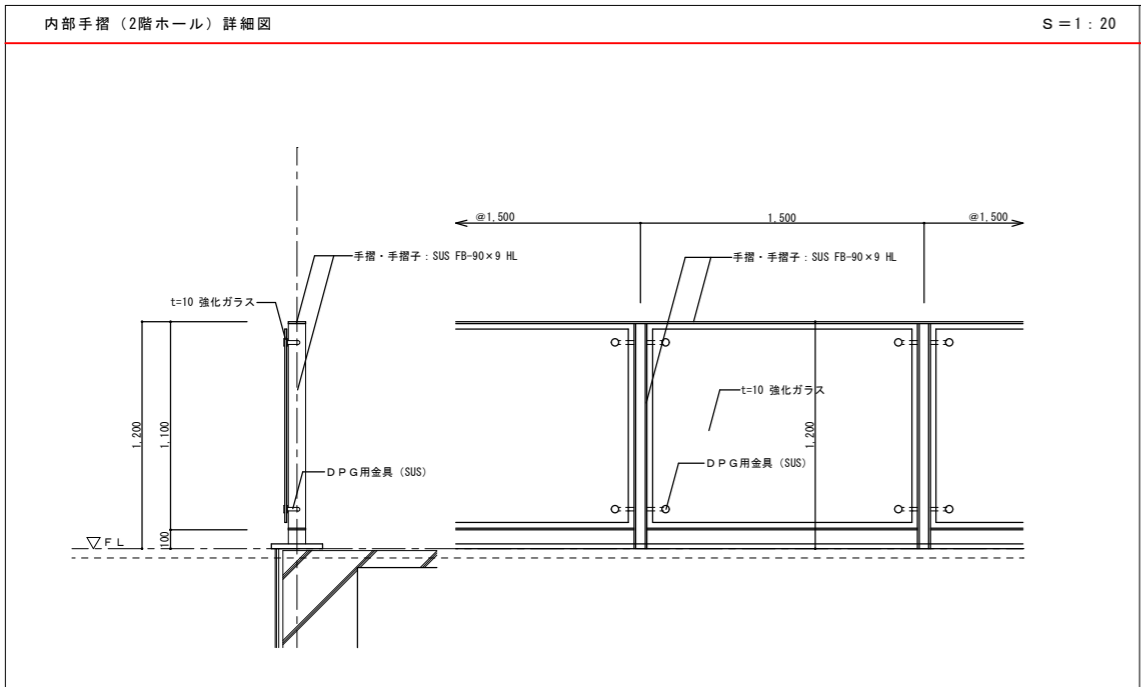 内部手摺（2階ホール）詳細図
S=1：20
@1,500
1,500
@1,500
手摺・手摺子：SUS FB-90×9 HL
手摺・手摺子：SUS FB-90×9 HL
t=10 強化ガラス
t=10 強化ガラス
1,200
1,100
1,200
DPG用金具（SUS）
DPG用金具（SUS）
100
▽FL